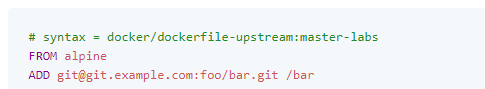 # syntax = docker/dockerfile-upstream:master-labs
FROM alpine
ADD git@git.example.com:foo/bar.git /bar